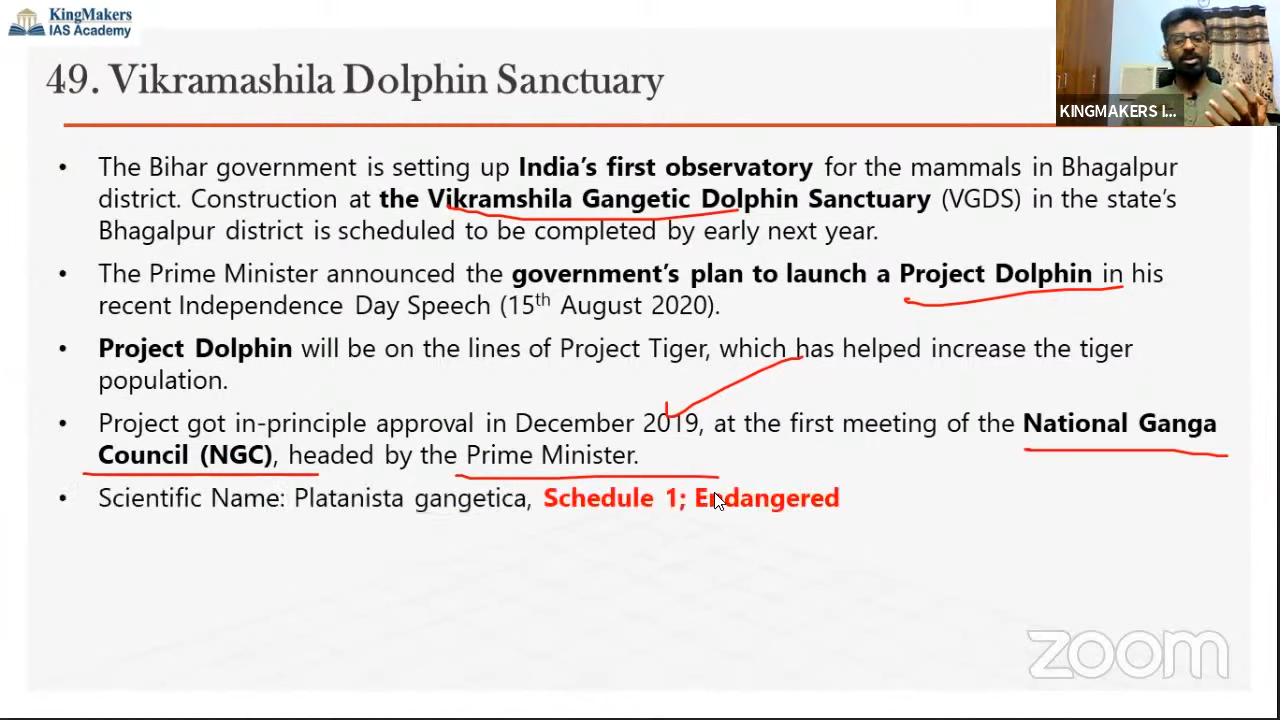 KingMakers
IAS Academy
49. Vikramashila Dolphin Sanctuary
KINGMAKERS I...
• The Bihar government is setting up India's first observatory for the mammals in Bhagalpur
district. Construction at the Vikramshila Gangetic Dolphin Sanctuary (VGDS) in the state's
Bhagalpur district is scheduled to be completed by early next year.
• The Prime Minister announced the government's plan to launch a Project Dolphin in his
recent Independence Day Speech (15th August 2020).
• Project Dolphin will be on the lines of Project Tiger, which has helped increase the tiger
population.
• Project got in-principle approval in December 2019, at the first meeting of the National Ganga
Council (NGC), headed by the Prime Minister.
• Scientific Name: Platanista gangetica, Schedule 1; Endangered
zoom